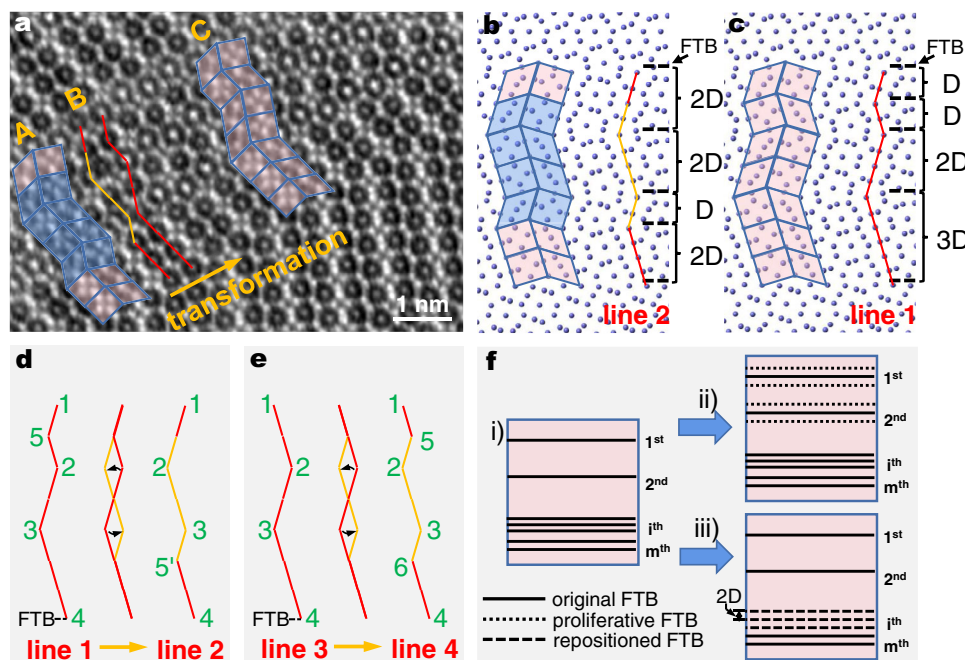 a
A
B
C
transformation
1 nm
b
FTB
2D
2D
D
2D
line 2
c
FTB
D
D
2D
3D
line 1
d
1
5
2
3
FTB
4
1
2
3
5'
4
line 1
line 2
e
1
2
3
FTB
4
1
5
2
3
6
4
line 3
line 4
f
i)
1st
2nd
ith
mth
ii)
1st
2nd
ith
mth
iii)
1st
2nd
2D
ith
mth
original FTB
proliferative FTB
repositioned FTB